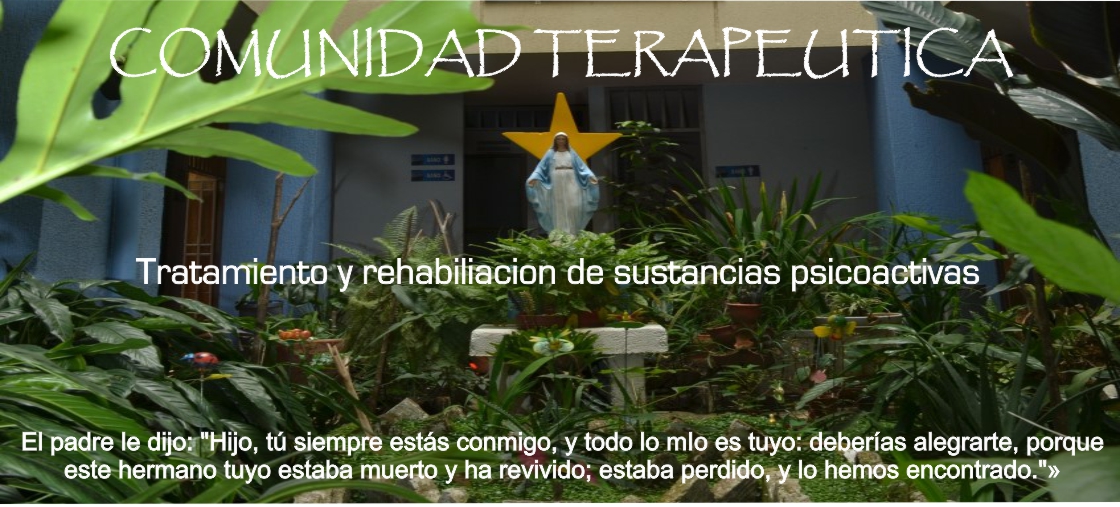 COMUNIDAD TERAPEUTICA
Tratamiento y rehabiliacion de sustancias psicoactivas
El padre le dijo: "Hijo, tú siempre estás conmigo, y todo lo mIo es tuyo: deberías alegrarte, porque
este hermano tuyo estaba muerto y ha revivido; estaba perdido, y lo hemos encontrado."»